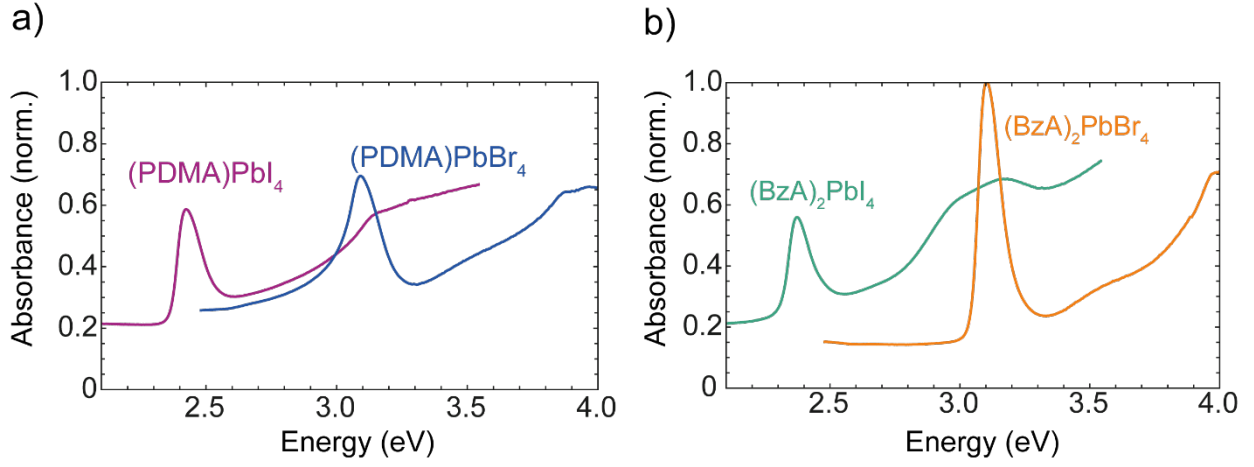 a)
1.0
0.8
0.6
0.4
0.2
0
Absorbance (norm.)
(PDMA)PbI₄
(PDMA)PbBr₄
2.5 3.0 3.5 4.0
Energy (eV)
b)
1.0
0.8
0.6
0.4
0.2
0
Absorbance (norm.)
(BzA)₂PbBr₄
(BzA)₂PbI₄
2.5 3.0 3.5 4.0
Energy (eV)